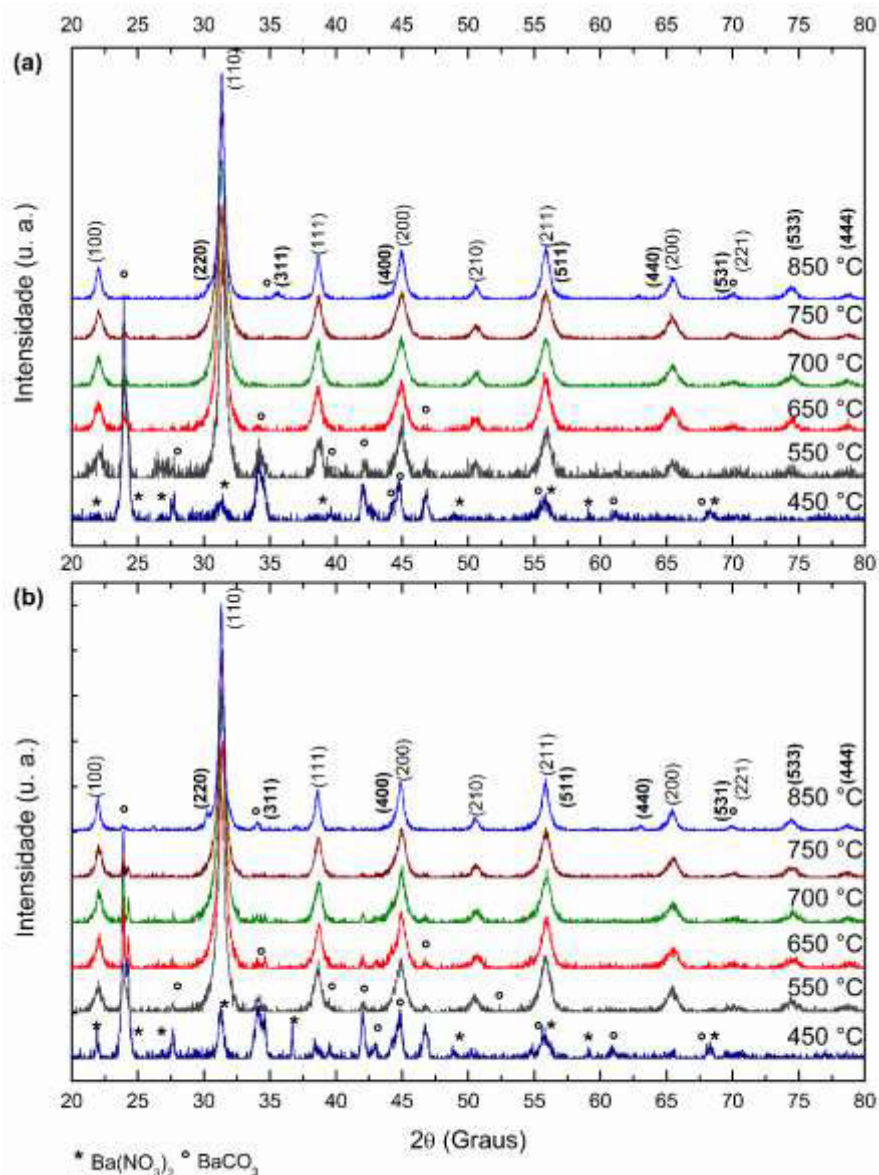 20 25 30 35 40 45 50 55 60 65 70 75 80
(a)
(110)
(100)
(220)
(311)
(111)
(400)
(200)
(210)
(211)
(511)
(440)
(200)
(531)
(221)
(533)
(444)
850 °C
750 °C
700 °C
650 °C
550 °C
450 °C
Intensidade (u. a.)
20 25 30 35 40 45 50 55 60 65 70 75 80
(b)
(110)
(100)
(220)
(311)
(111)
(400)
(200)
(210)
(211)
(511)
(440)
(200)
(531)
(221)
(533)
(444)
850 °C
750 °C
700 °C
650 °C
550 °C
450 °C
Intensidade (u. a.)
20 25 30 35 40 45 50 55 60 65 70 75 80
2θ (Graus)
* Ba(NO₃)₂ ° BaCO₃